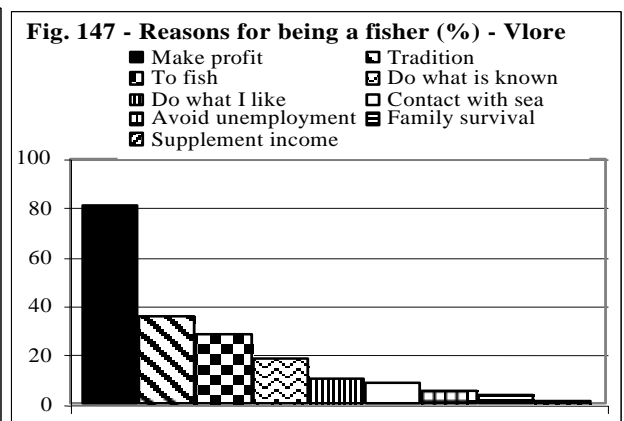 Fig. 147 - Reasons for being a fisher (%) - Vlore
Make profit Tradition
To fish Do what is known
Do what I like Contact with sea
Avoid unemployment Family survival
Supplement income
100
80
60
40
20
0